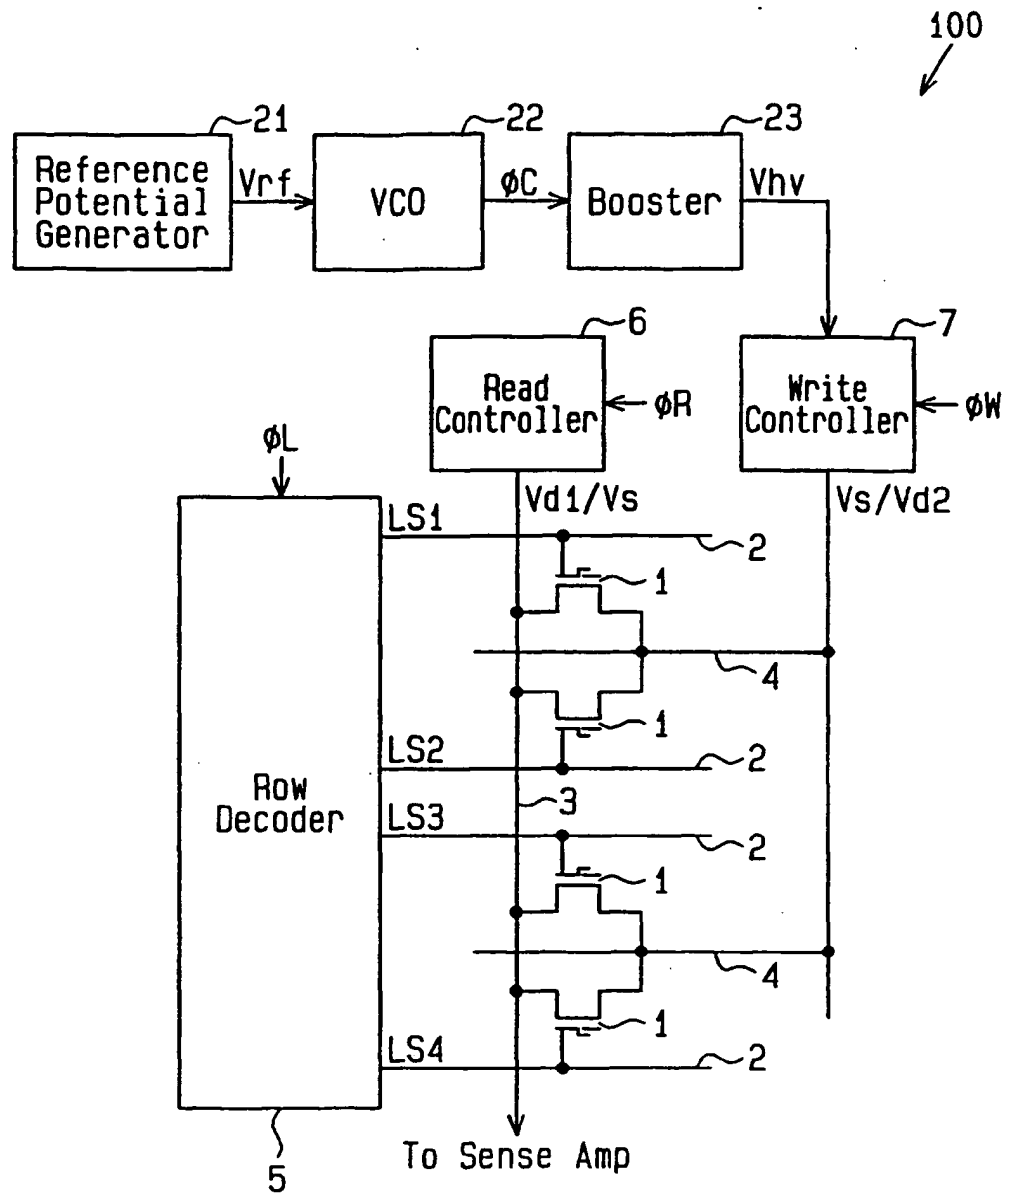 100
21
22
23
Reference
Potential
Generator
Vrf
VCO
øC
Booster
Vhv
6
7
Read
Controller
øR
Write
Controller
øW
øL
Vd1/Vs
Vs/Vd2
LS1
2
1
4
1
LS2
2
3
Row
Decoder
LS3
2
1
4
1
LS4
2
5
To Sense Amp